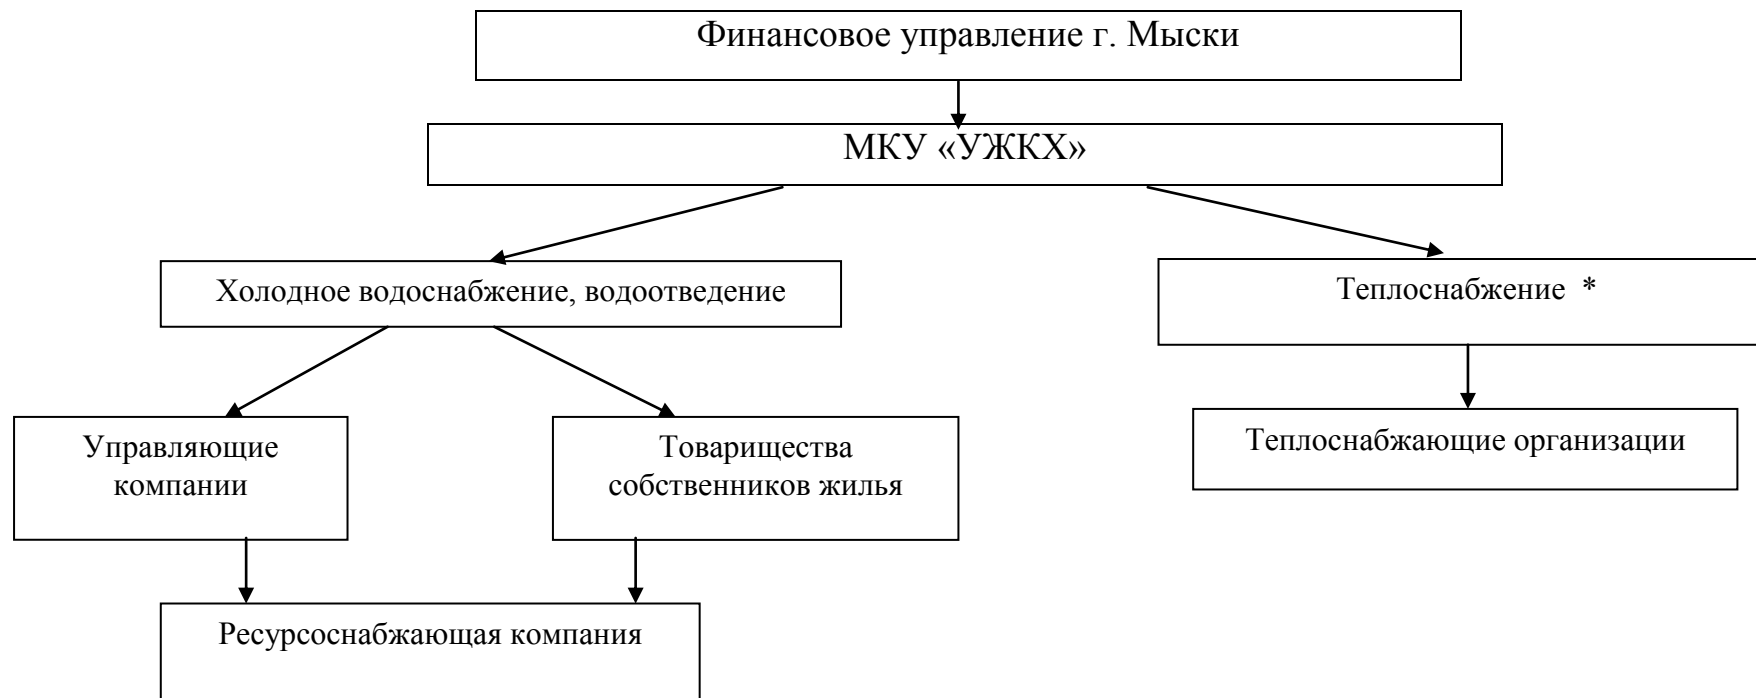 Финансовое управление г. Мыски
МКУ «УЖКХ»
Холодное водоснабжение, водоотведение
Теплоснабжение *
Управляющие
компании
Товарищества
собственников жилья
Теплоснабжающие организации
Ресурсоснабжающая компания